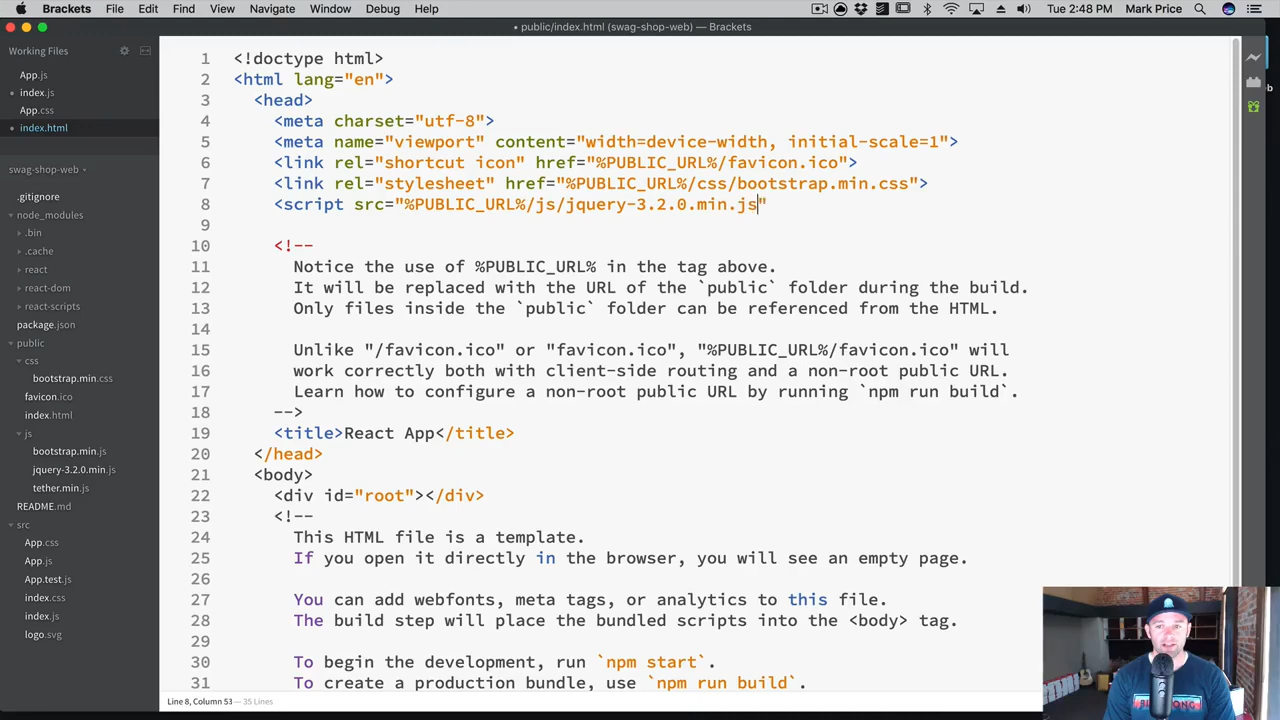 Brackets File Edit Find View Navigate Window Debug Help Tue 2:48 PM Mark Price
• public/index.html (swag-shop-web) — Brackets
Working Files
App.js
• index.js
App.css
• index.html
swag-shop-web
.gitignore
node_modules
.bin
.cache
react
react-dom
react-scripts
package.json
public
css
bootstrap.min.css
favicon.ico
index.html
js
bootstrap.min.js
jquery-3.2.0.min.js
tether.min.js
README.md
src
App.css
App.js
App.test.js
index.css
index.js
logo.svg
1 <!doctype html>
2 <html lang="en">
3 <head>
4 <meta charset="utf-8">
5 <meta name="viewport" content="width=device-width, initial-scale=1">
6 <link rel="shortcut icon" href="%PUBLIC_URL%/favicon.ico">
7 <link rel="stylesheet" href="%PUBLIC_URL%/css/bootstrap.min.css">
8 <script src="%PUBLIC_URL%/js/jquery-3.2.0.min.js"
9
10 <!--
11 Notice the use of %PUBLIC_URL% in the tag above.
12 It will be replaced with the URL of the `public` folder during the build.
13 Only files inside the `public` folder can be referenced from the HTML.
14
15 Unlike "/favicon.ico" or "favicon.ico", "%PUBLIC_URL%/favicon.ico" will
16 work correctly both with client-side routing and a non-root public URL.
17 Learn how to configure a non-root public URL by running `npm run build`.
18 -->
19 <title>React App</title>
20 </head>
21 <body>
22 <div id="root"></div>
23 <!--
24 This HTML file is a template.
25 If you open it directly in the browser, you will see an empty page.
26
27 You can add webfonts, meta tags, or analytics to this file.
28 The build step will place the bundled scripts into the <body> tag.
29
30 To begin the development, run `npm start`.
31 To create a production bundle, use `npm run build`.
Line 8, Column 53 — 35 Lines